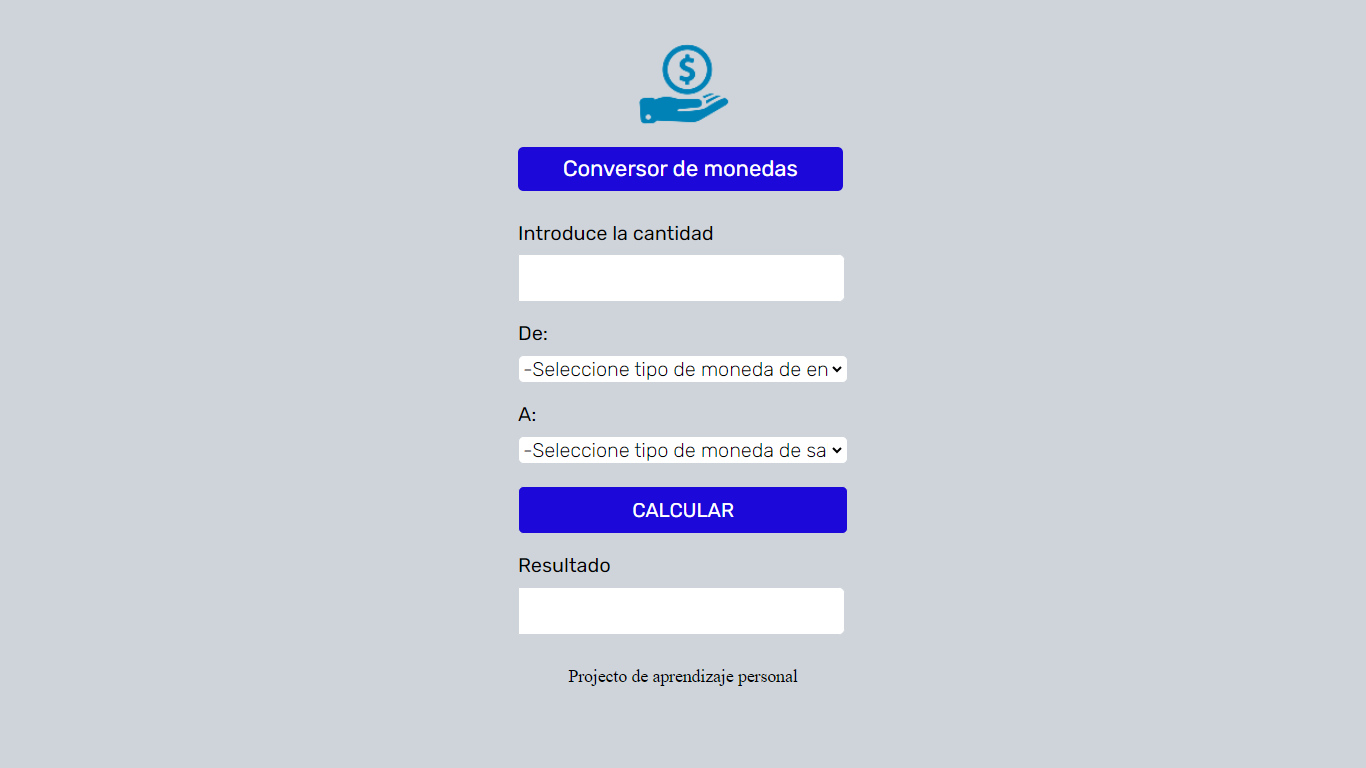 $
Conversor de monedas
Introduce la cantidad
De:
-Seleccione tipo de moneda de en
A:
-Seleccione tipo de moneda de sa
CALCULAR
Resultado
Projecto de aprendizaje personal